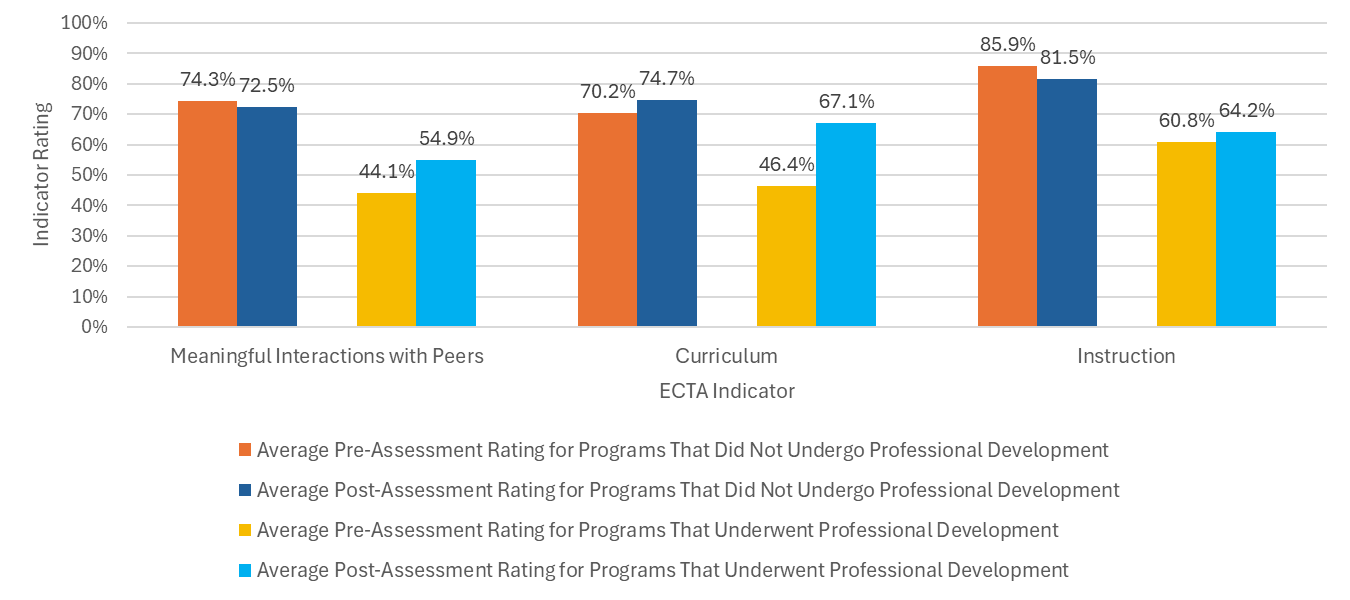 100%
90%
80%
70%
60%
50%
40%
30%
20%
10%
0%
Indicator Rating
74.3% 72.5%
44.1% 54.9%
70.2% 74.7%
46.4% 67.1%
85.9% 81.5%
60.8% 64.2%
Meaningful Interactions with Peers
Curriculum
Instruction
ECTA Indicator
Average Pre-Assessment Rating for Programs That Did Not Undergo Professional Development
Average Post-Assessment Rating for Programs That Did Not Undergo Professional Development
Average Pre-Assessment Rating for Programs That Underwent Professional Development
Average Post-Assessment Rating for Programs That Underwent Professional Development